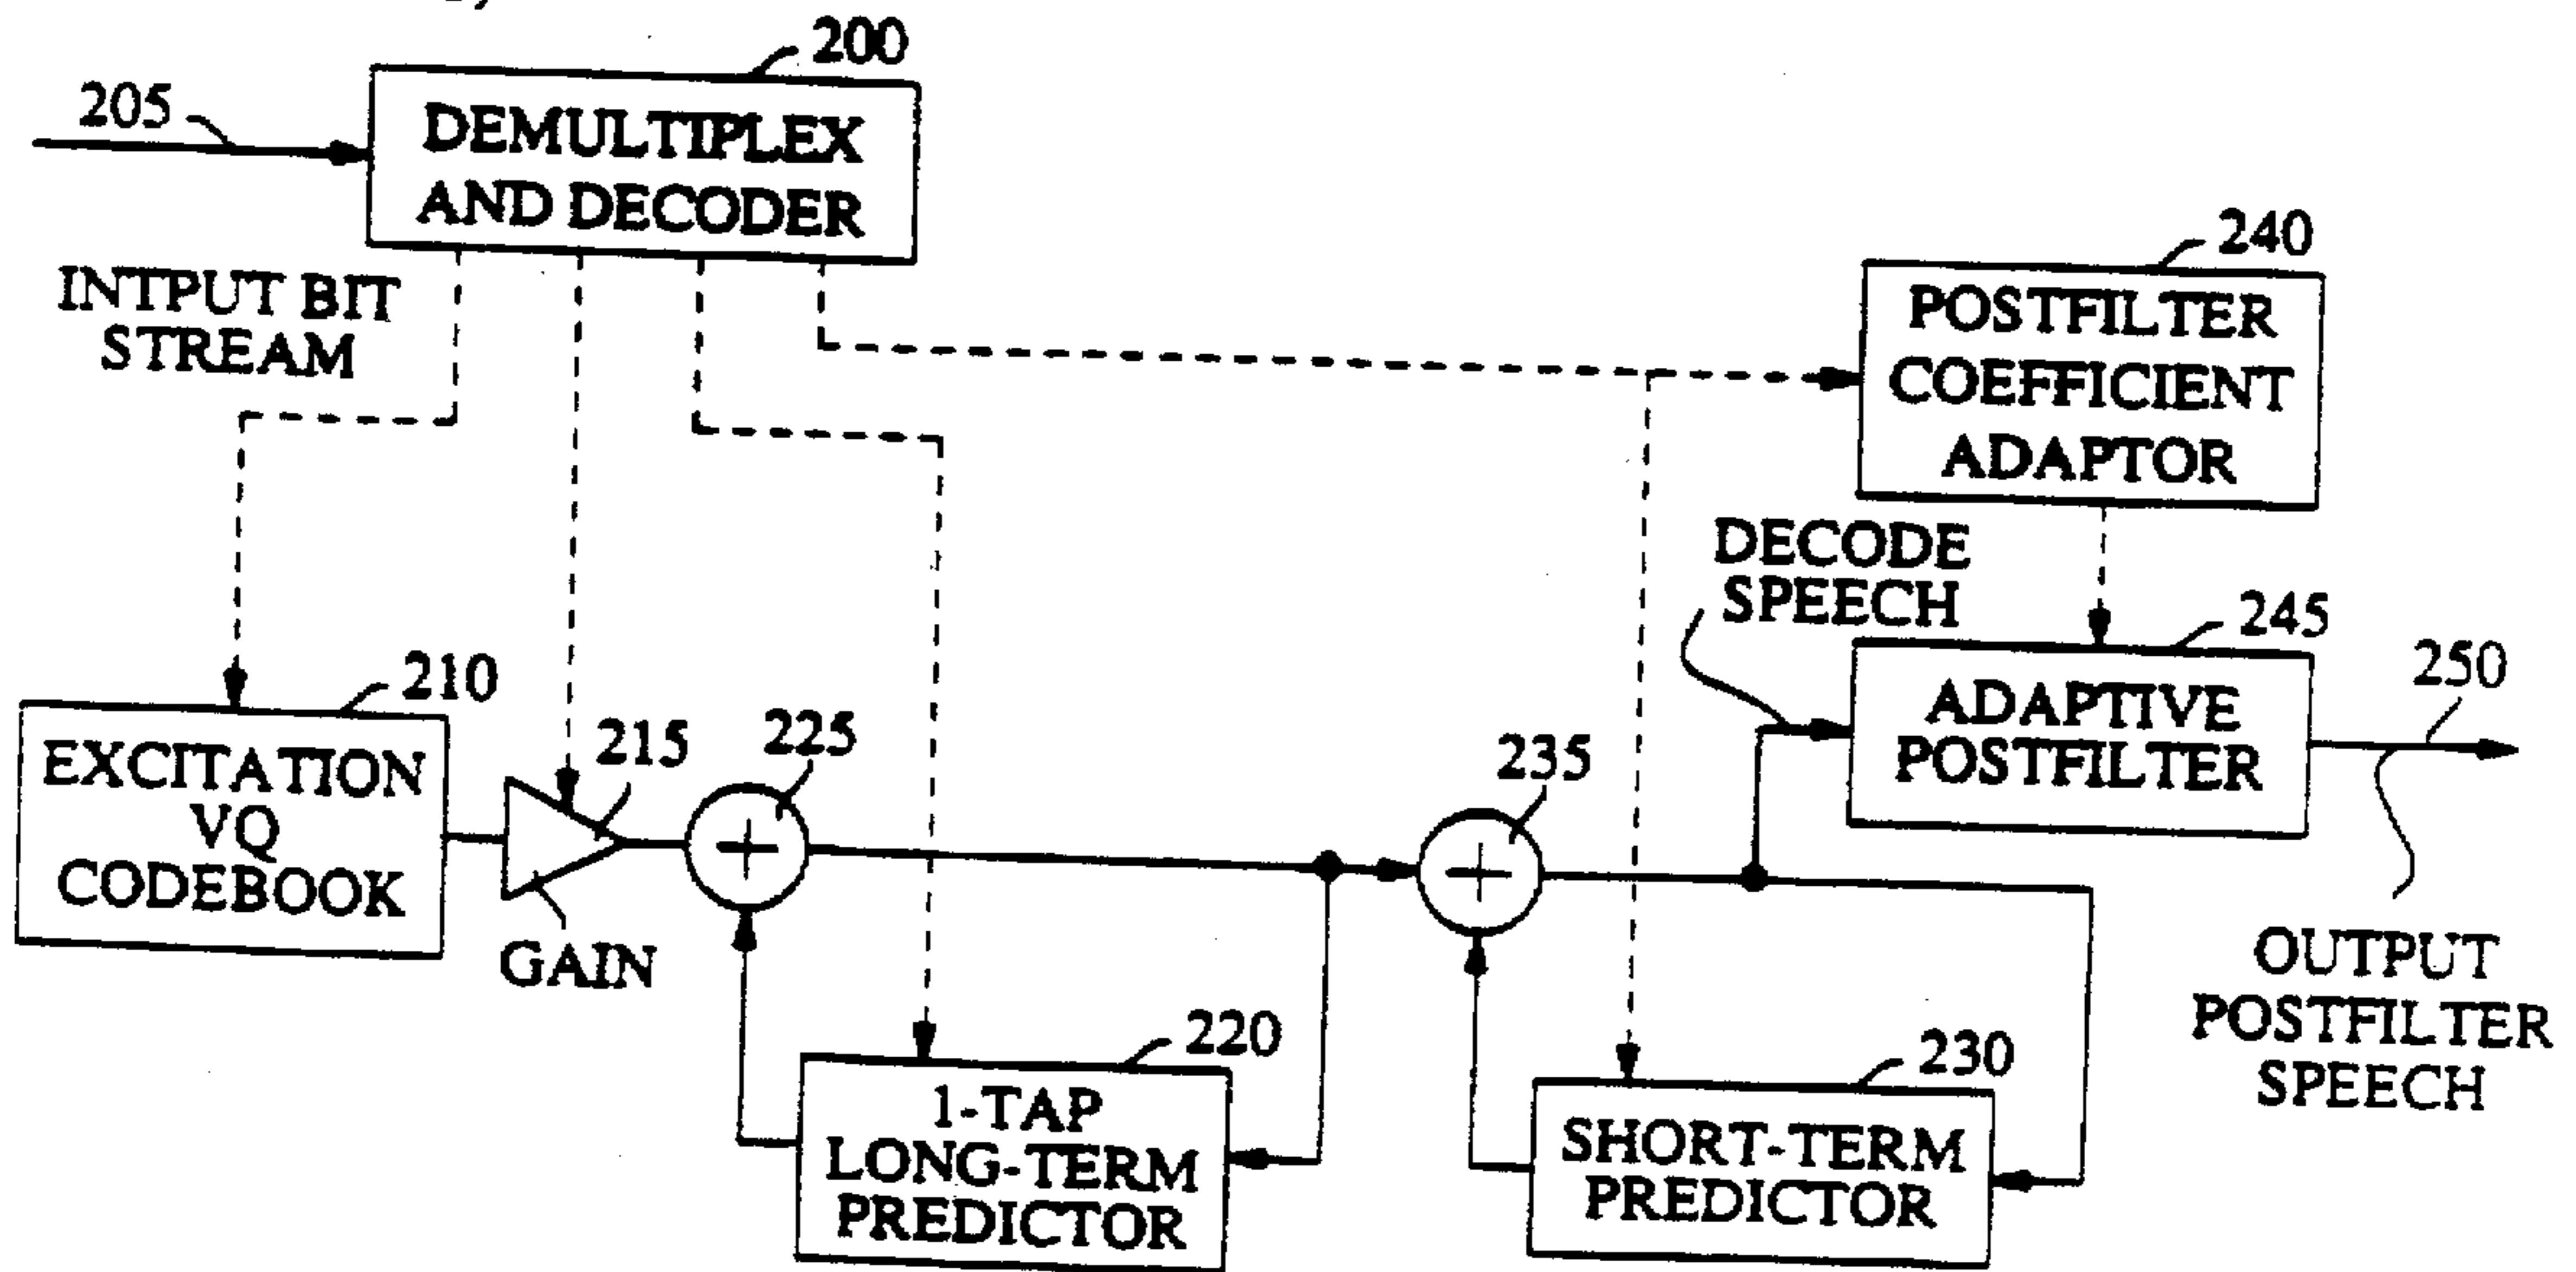 200
205
DEMULTIPLEX
AND DECODER
INTPUT BIT
STREAM
240
POSTFILTER
COEFFICIENT
ADAPTOR
DECODE
SPEECH
245
ADAPTIVE
POSTFILTER
250
210
EXCITATION
VQ
CODEBOOK
215
GAIN
225
+
235
+
OUTPUT
POSTFILTER
SPEECH
220
1-TAP
LONG-TERM
PREDICTOR
230
SHORT-TERM
PREDICTOR